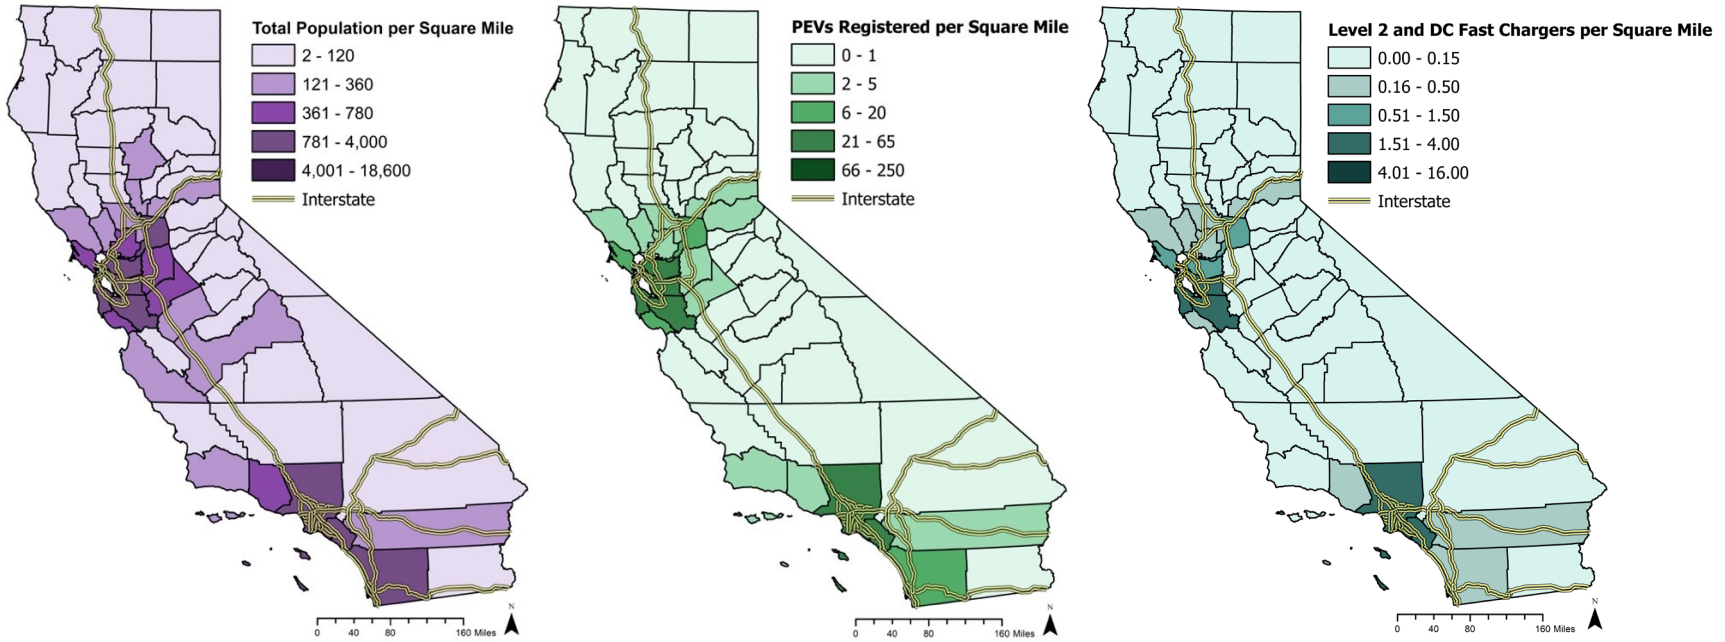 Total Population per Square Mile
2 - 120
121 - 360
361 - 780
781 - 4,000
4,001 - 18,600
Interstate
N
0 40 80 160 Miles
PEVs Registered per Square Mile
0 - 1
2 - 5
6 - 20
21 - 65
66 - 250
Interstate
N
0 40 80 160 Miles
Level 2 and DC Fast Chargers per Square Mile
0.00 - 0.15
0.16 - 0.50
0.51 - 1.50
1.51 - 4.00
4.01 - 16.00
Interstate
N
0 40 80 160 Miles